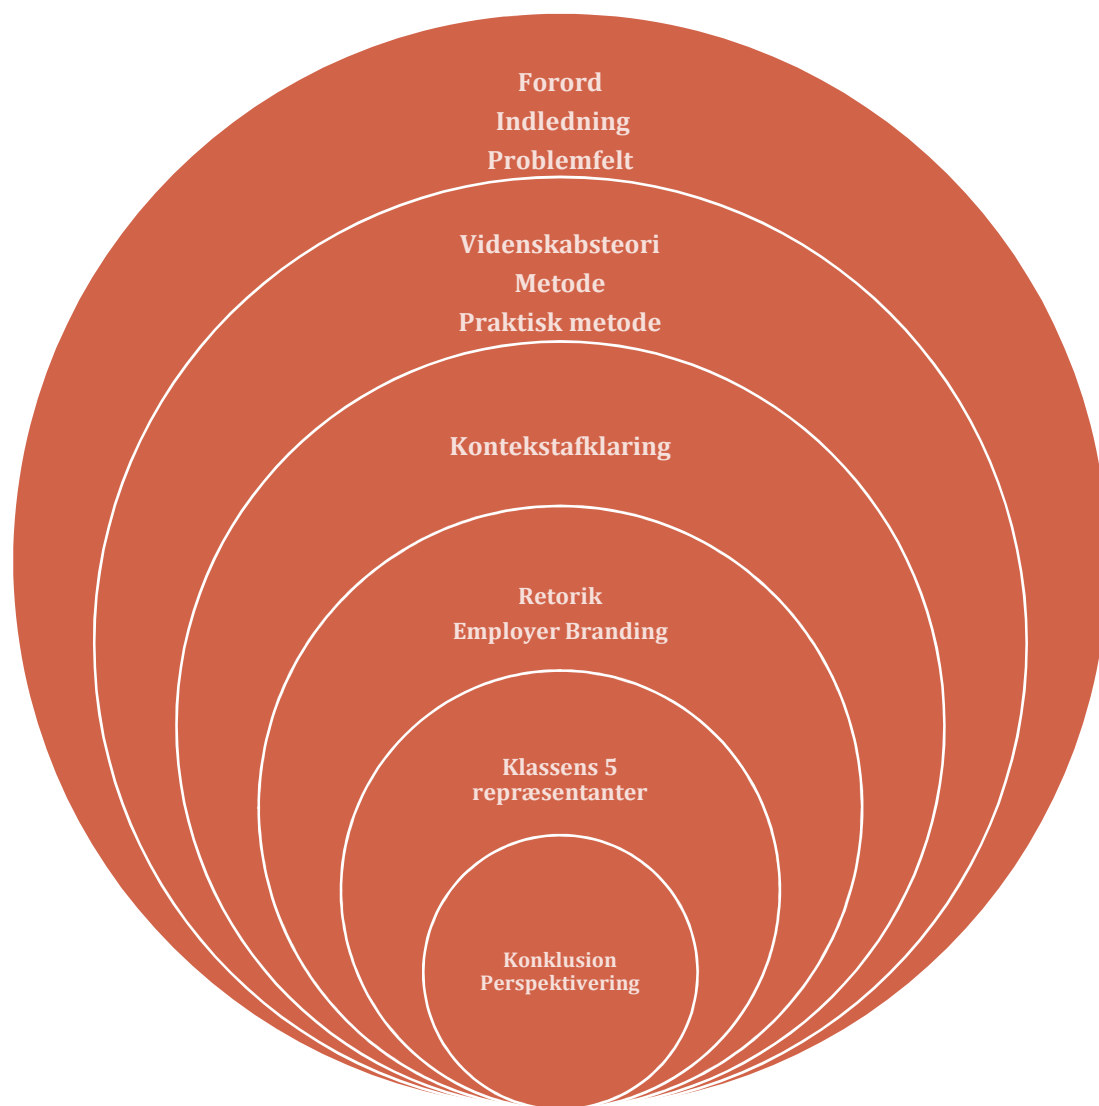 Forord
Indledning
Problemfelt
Videnskabsteori
Metode
Praktisk metode
Kontekstafklaring
Retorik
Employer Branding
Klassens 5
repræsentanter
Konklusion
Perspektivering